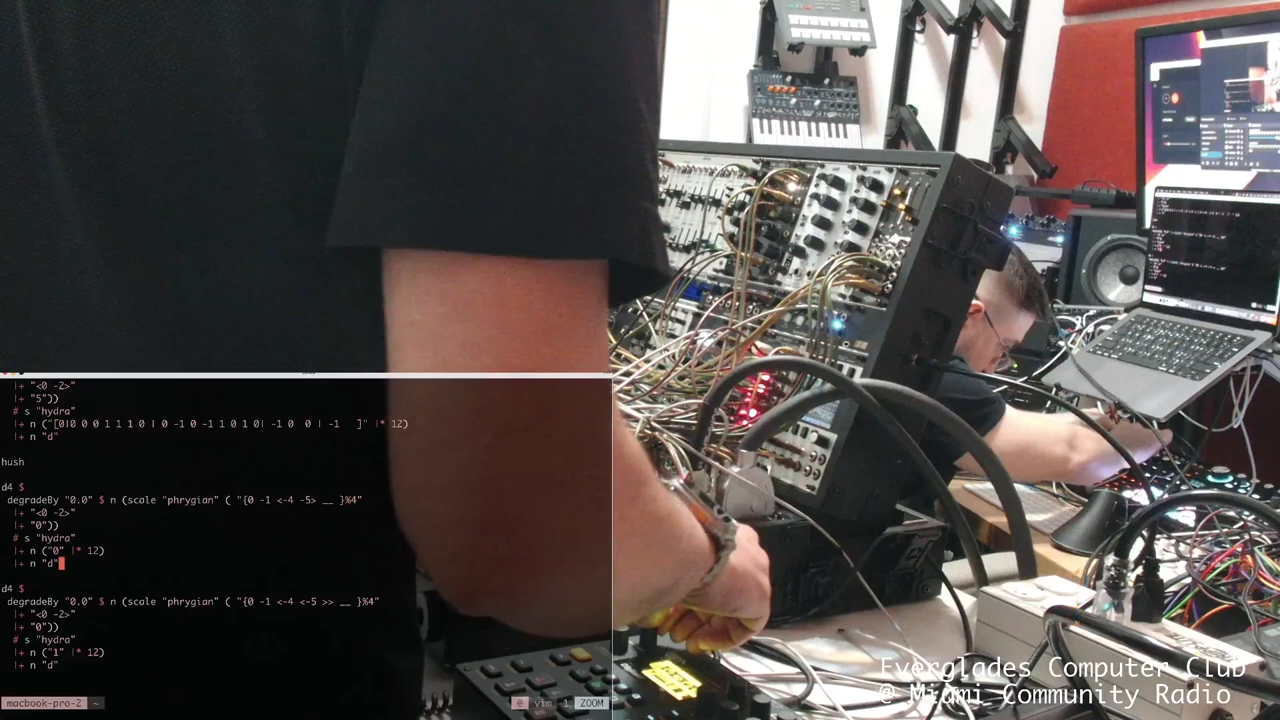 |+ "<0 -2>"
|+ "5"))
# s "hydra"
|+ n ("[0|0 0 0 1 1 1 0 | 0 -1 0 -1 1 0 1 0| -1 0  0 | -1   ]" |* 12)
|+ n "d"
hush
d4 $
degradeBy "0.0" $ n (scale "phrygian" ( "{0 -1 <-4 -5> __ }%4"
|+ "<0 -2>"
|+ "0"))
# s "hydra"
|+ n ("0" |* 12)
|+ n "d"
d4 $
degradeBy "0.0" $ n (scale "phrygian" ( "{0 -1 <-4 <-5 >> __ }%4"
|+ "<0 -2>"
|+ "0"))
# s "hydra"
|+ n ("1" |* 12)
|+ n "d"
macbook-pro-2 ~
@ vim 1 ZOOM
Everglades Computer Club
@ Miami Community Radio